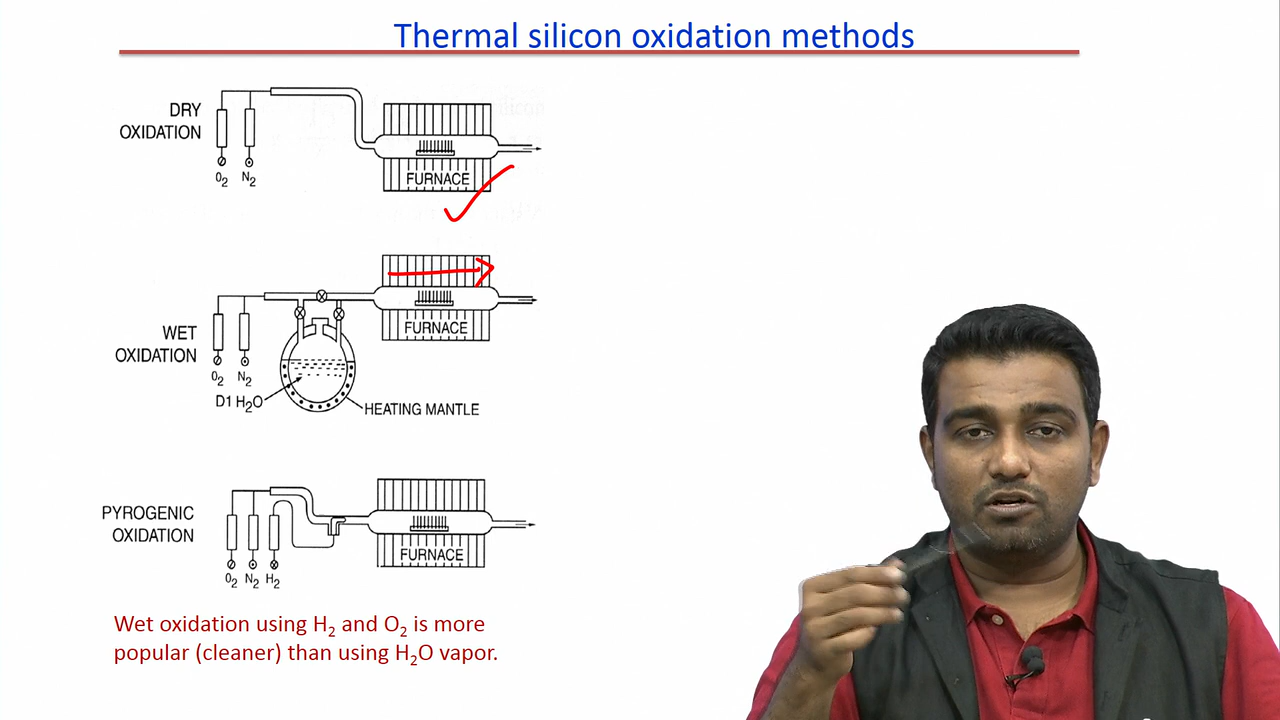 Thermal silicon oxidation methods
DRY
OXIDATION
O2 N2
FURNACE
WET
OXIDATION
O2 N2
D1 H2O
HEATING MANTLE
FURNACE
PYROGENIC
OXIDATION
O2 N2 H2
FURNACE
Wet oxidation using H2 and O2 is more
popular (cleaner) than using H2O vapor.